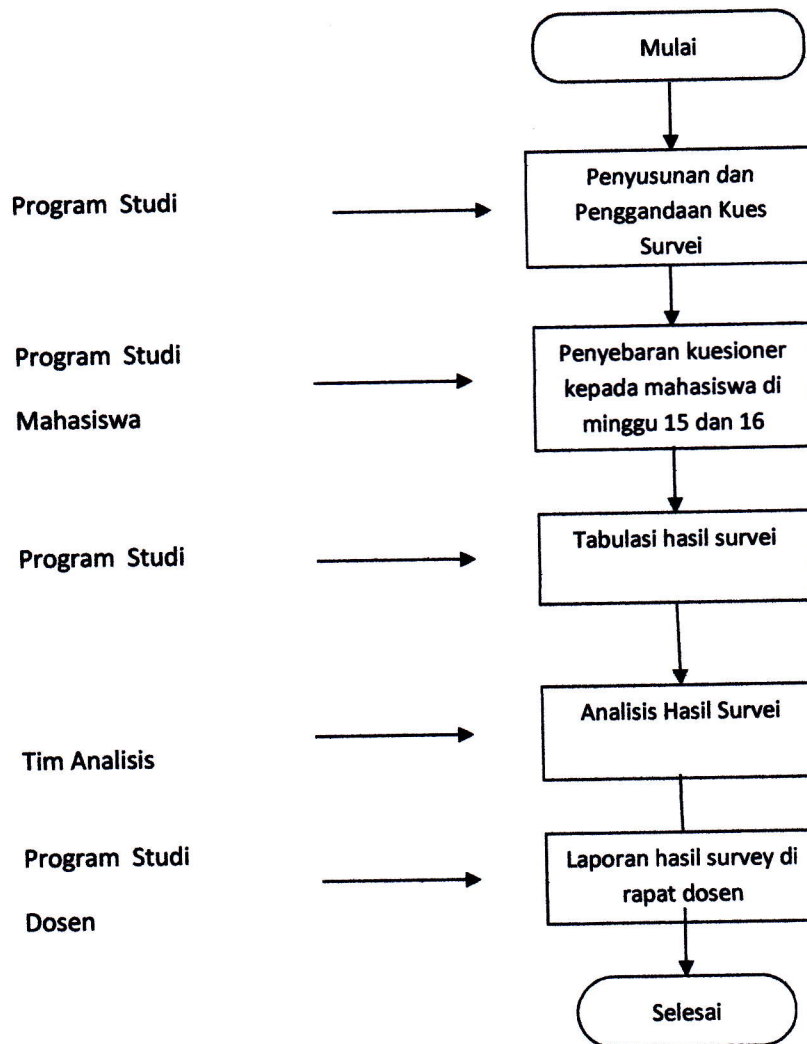 Mulai
Program Studi
Penyusunan dan
Penggandaan Kues
Survei
Program Studi
Mahasiswa
Penyebaran kuesioner
kepada mahasiswa di
minggu 15 dan 16
Program Studi
Tabulasi hasil survei
Tim Analisis
Analisis Hasil Survei
Program Studi
Dosen
Laporan hasil survey di
rapat dosen
Selesai